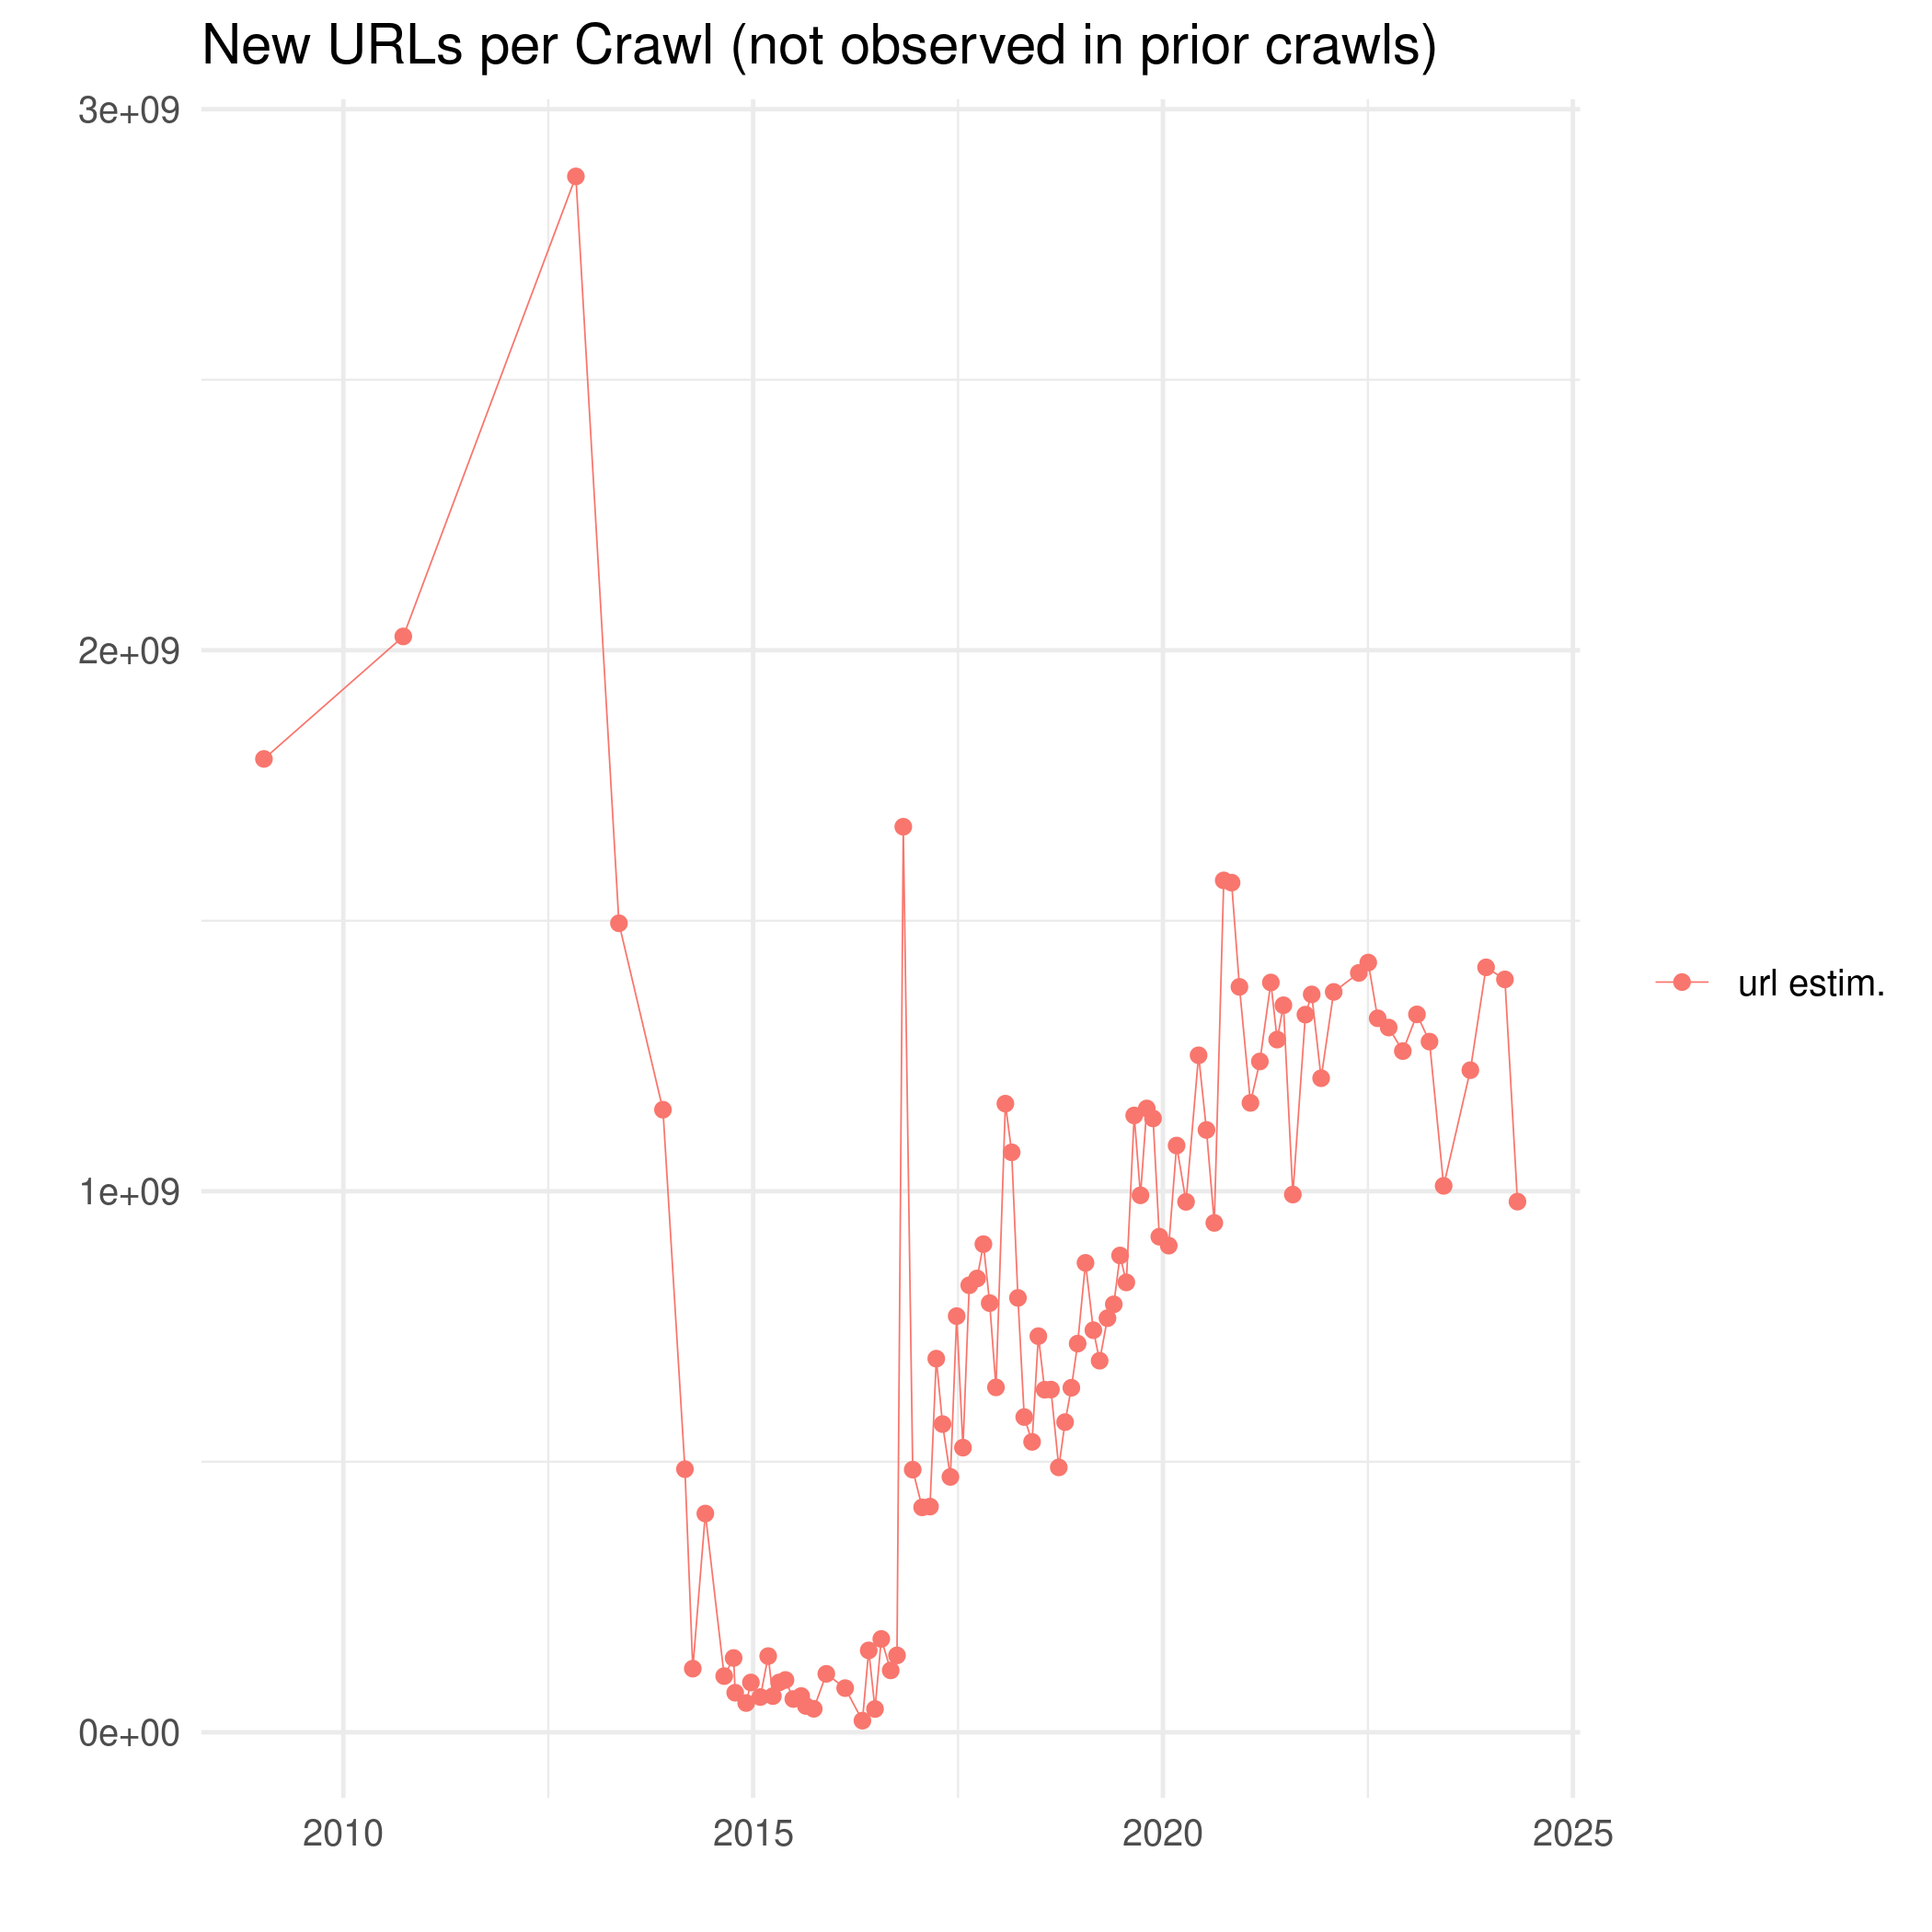 New URLs per Crawl (not observed in prior crawls)
3e+09
2e+09
1e+09
0e+00
2010
2015
2020
2025
url estim.